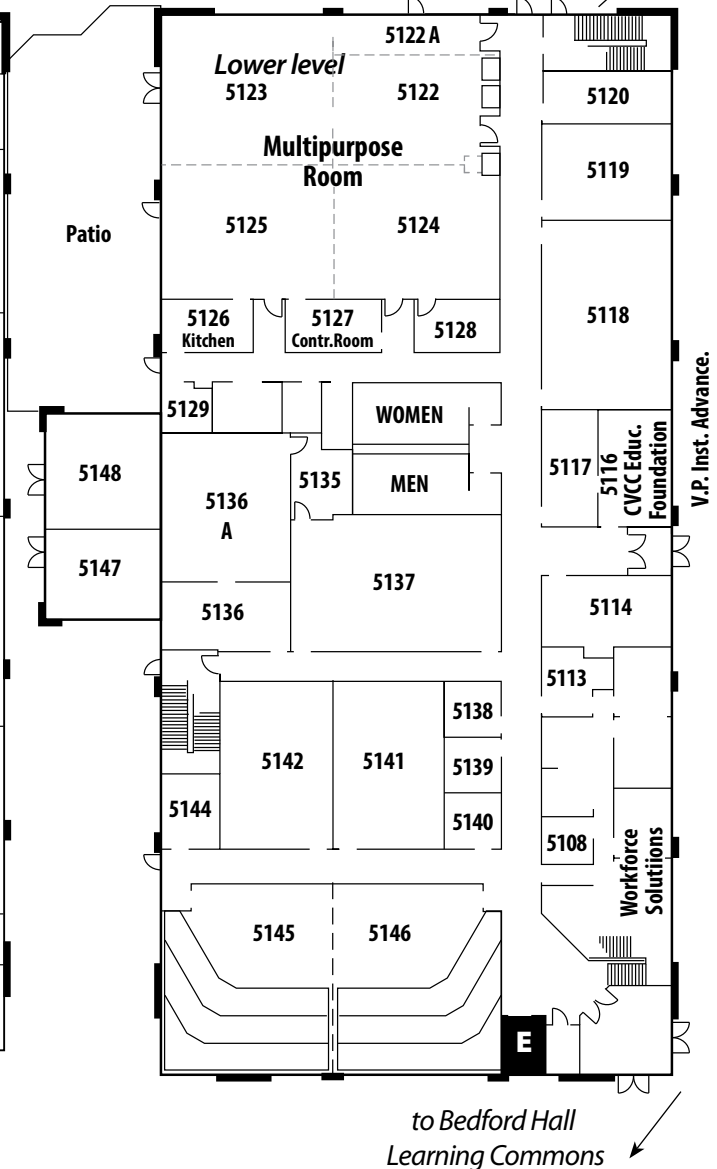 5122 A
Lower level
5123
5122
5120
Multipurpose
Room
5119
Patio
5125
5124
5126
Kitchen
5127
Contr.Room
5128
5118
V.P. Inst. Advance.
5129
WOMEN
5148
5136
A
5135
MEN
5117
5116
CVCC Educ.
Foundation
5147
5136
5137
5114
5113
5138
5142
5141
5139
5144
5140
5108
Workforce
Solutiions
5145
5146
E
to Bedford Hall
Learning Commons